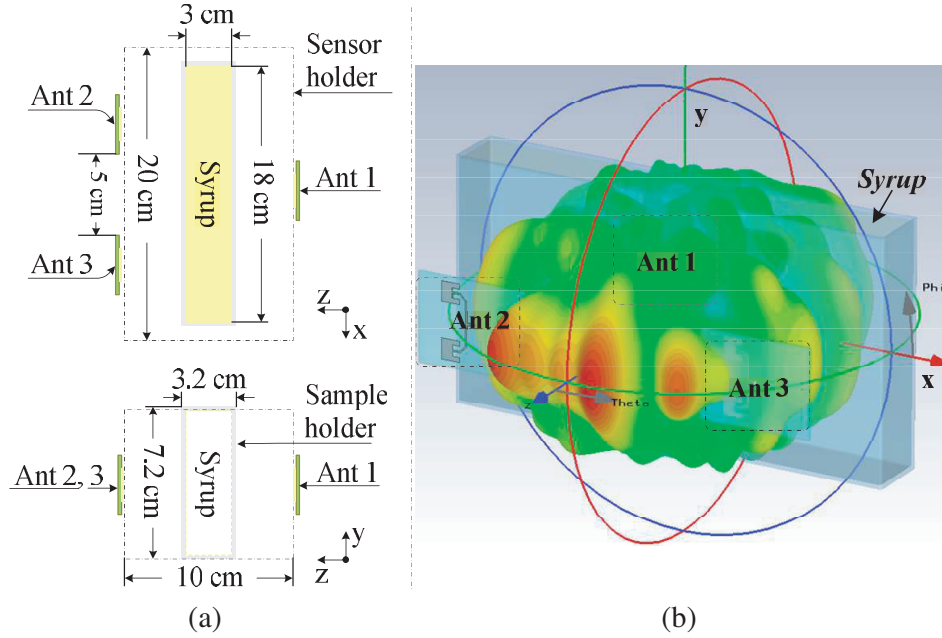 3 cm
Sensor
holder
Ant 2
20 cm
Syrup
18 cm
5 cm
Ant 1
Ant 3
z
x
3.2 cm
Sample
holder
7.2 cm
Syrup
Ant 2, 3
Ant 1
y
z
10 cm
(a)
(b)
y
Syrup
Ant 1
Phi
Ant 2
x
Ant 3
z
Theta